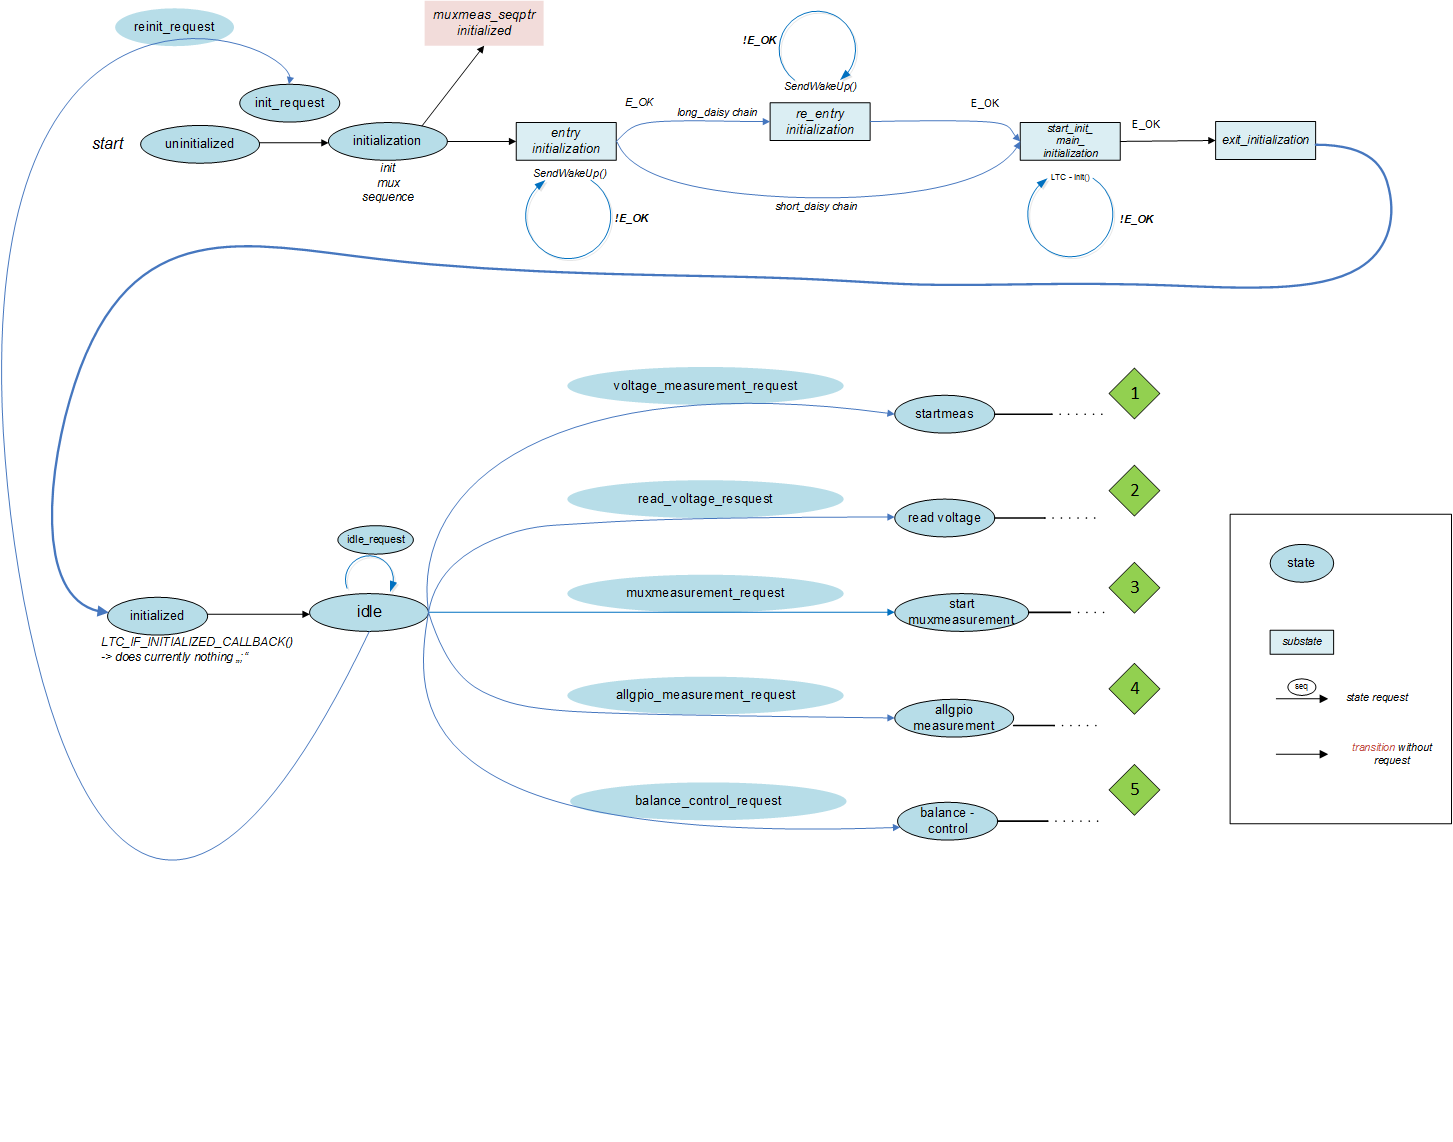 reinit_request
muxmeas_seqptr
initialized
!E_OK
SendWakeUp()
init_request
E_OK
long_daisy chain
re_entry
initialization
E_OK
start
uninitialized
initialization
init
mux
sequence
entry
initialization
SendWakeUp()
!E_OK
short_daisy chain
start_init_
main_
initialization
E_OK
exit_initialization
LTC - Init()
!E_OK
voltage_measurement_request
startmeas
1
read_voltage_resquest
read voltage
2
idle_request
idle
initialized
LTC_IF_INITIALIZED_CALLBACK()
-> does currently nothing „;“
muxmeasurement_request
start
muxmeasurement
3
allgpio_measurement_request
allgpio
measurement
4
balance_control_request
balance -
control
5
state
substate
seq
state request
transition without
request